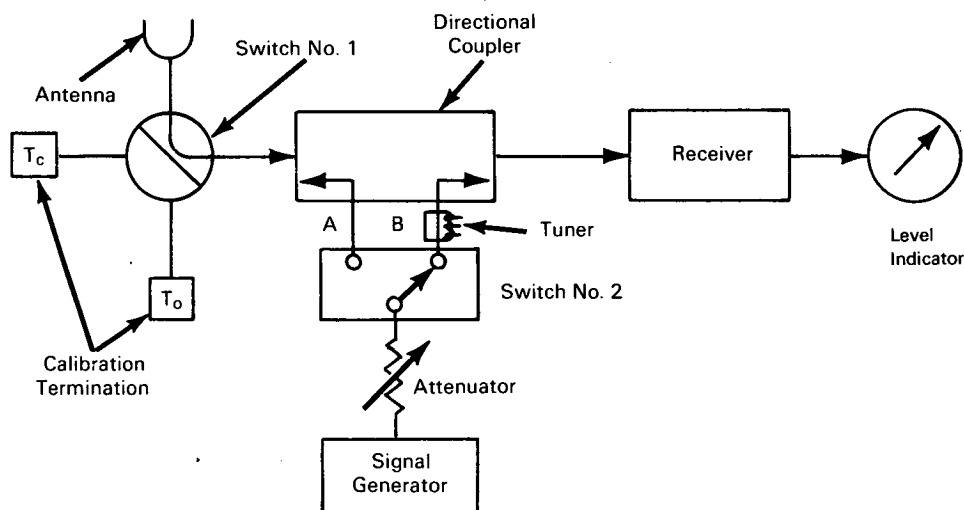 Directional
Coupler
Switch No. 1
Antenna
Tc
Receiver
A
B
Tuner
Level
Indicator
To
Switch No. 2
Calibration
Termination
Attenuator
Signal
Generator